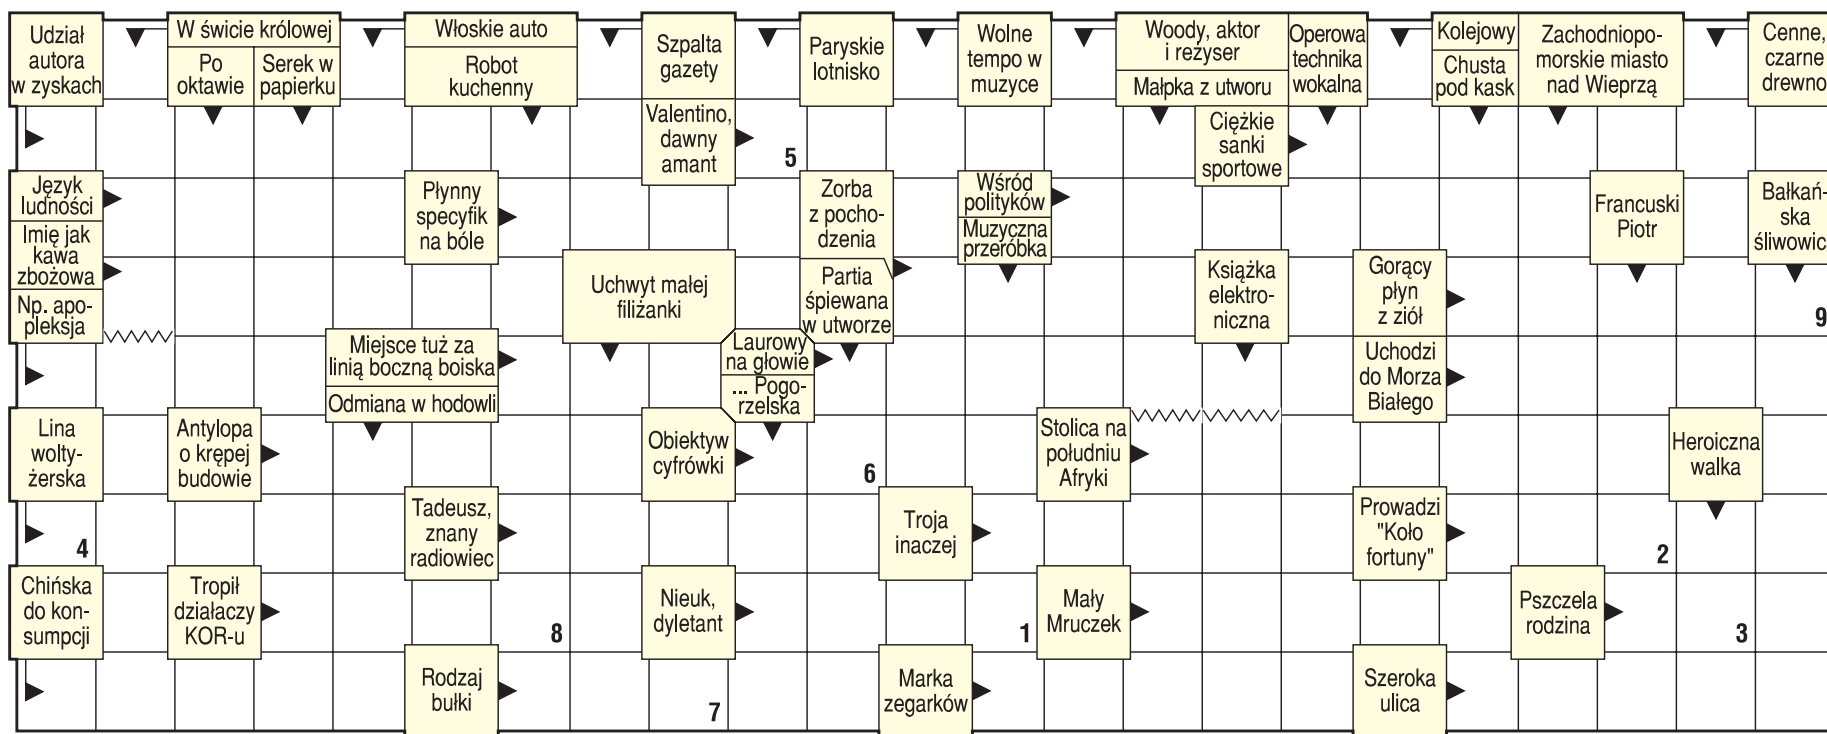 Udział
autora
w zyskach
W świcie królowej
Po
oktawie
Serek w
papierku
Włoskie auto
Robot
kuchenny
Szpalta
gazety
Valentino,
dawny
amant
Paryskie
lotnisko
Wolne
tempo w
muzyce
Woody, aktor
i reżyser
Małpka z utworu
Operowa
technika
wokalna
Kolejowy
Chusta
pod kask
Zachodniopo-
morskie miasto
nad Wieprzą
Cenne,
czarne
drewno
5
Ciężkie
sanki
sportowe
Język
ludności
Imię jak
kawa
zbożowa
Np. apo-
pleksja
Płynny
specyfik
na bóle
Zorba
z pocho-
dzenia
Partia
śpiewana
w utworze
Wśród
polityków
Muzyczna
przeróbka
Francuski
Piotr
Bałkań-
ska
śliwowic
Uchwyt małej
filiżanki
Książka
elektro-
niczna
Gorący
płyn
z ziół
9
Miejsce tuż za
linią boczną boiska
Odmiana w hodowli
Laurowy
na głowie
... Pogo-
rzelska
Uchodzi
do Morza
Białego
Lina
wolty-
żerska
Antylopa
o krępej
budowie
Obiektyw
cyfrówki
6
Stolica na
południu
Afryki
Heroiczna
walka
4
Tadeusz,
znany
radiowiec
Troja
inaczej
Prowadzi
"Koło
fortuny"
2
Chińska
do kon-
sumpcji
Tropił
działaczy
KOR-u
8
Nieuk,
dyletant
1
Mały
Mruczek
Pszczela
rodzina
3
Rodzaj
bułki
7
Marka
zegarków
Szeroka
ulica